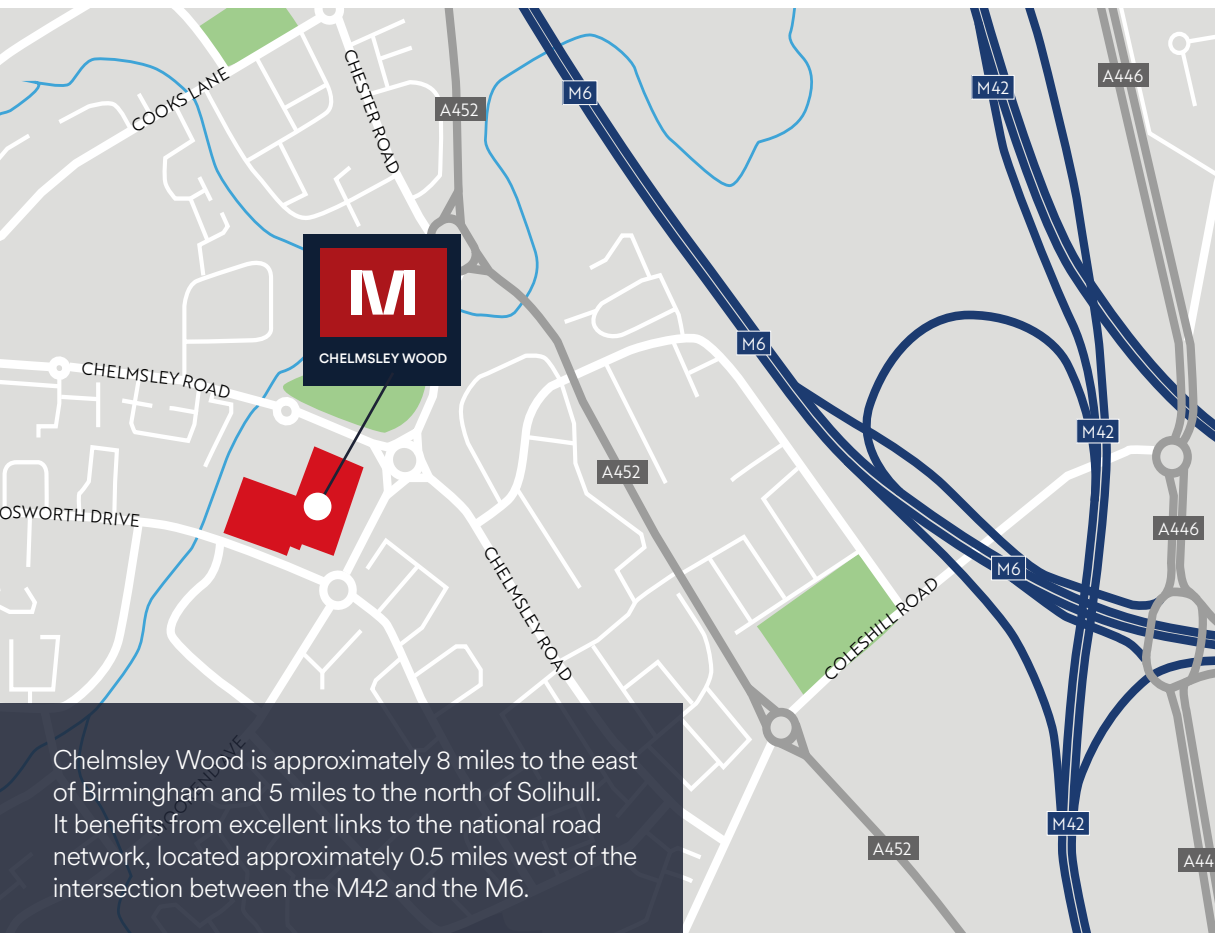 M6
M42
A446
COOKS LANE
CHESTER ROAD
A452
M
CHELMSLEY WOOD
M6
CHELMSLEY ROAD
M42
A452
OSWORTH DRIVE
A446
M6
CHELMSLEY ROAD
COLESHILL ROAD
M42
A452
A44
Chelmsley Wood is approximately 8 miles to the east
of Birmingham and 5 miles to the north of Solihull.
It benefits from excellent links to the national road
network, located approximately 0.5 miles west of the
intersection between the M42 and the M6.